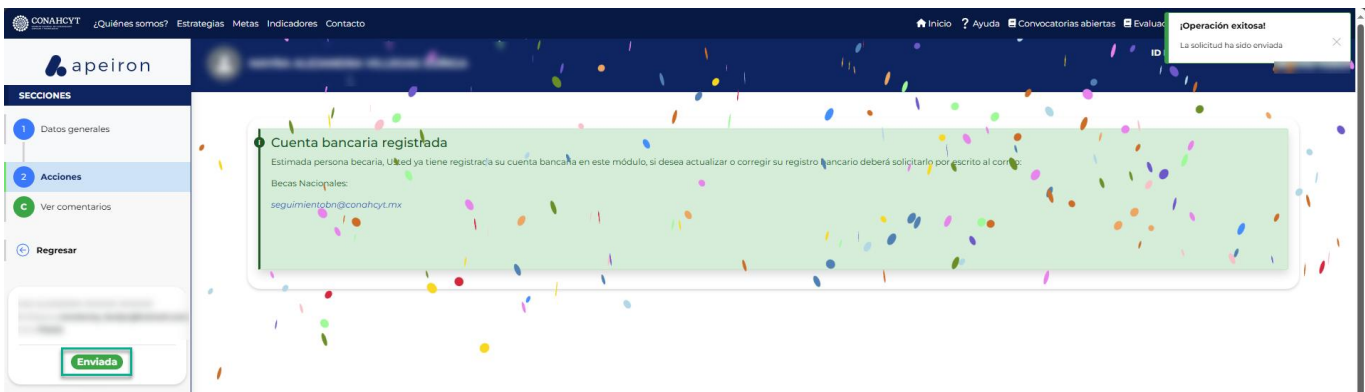 CONAHCYT
¿Quiénes somos? Estrategias Metas Indicadores Contacto
Inicio ? Ayuda Convocatorias abiertas Evaluac
¡Operación exitosa!
La solicitud ha sido enviada
apeiron
ID
SECCIONES
1 Datos generales
2 Acciones
C Ver comentarios
Regresar
Enviada
Cuenta bancaria registrada
Estimada persona becaria, Usted ya tiene registrada su cuenta bancaria en este módulo, si desea actualizar o corregir su registro bancario deberá solicitarlo por escrito al correo:
Becas Nacionales:
seguimientobn@conahcyt.mx